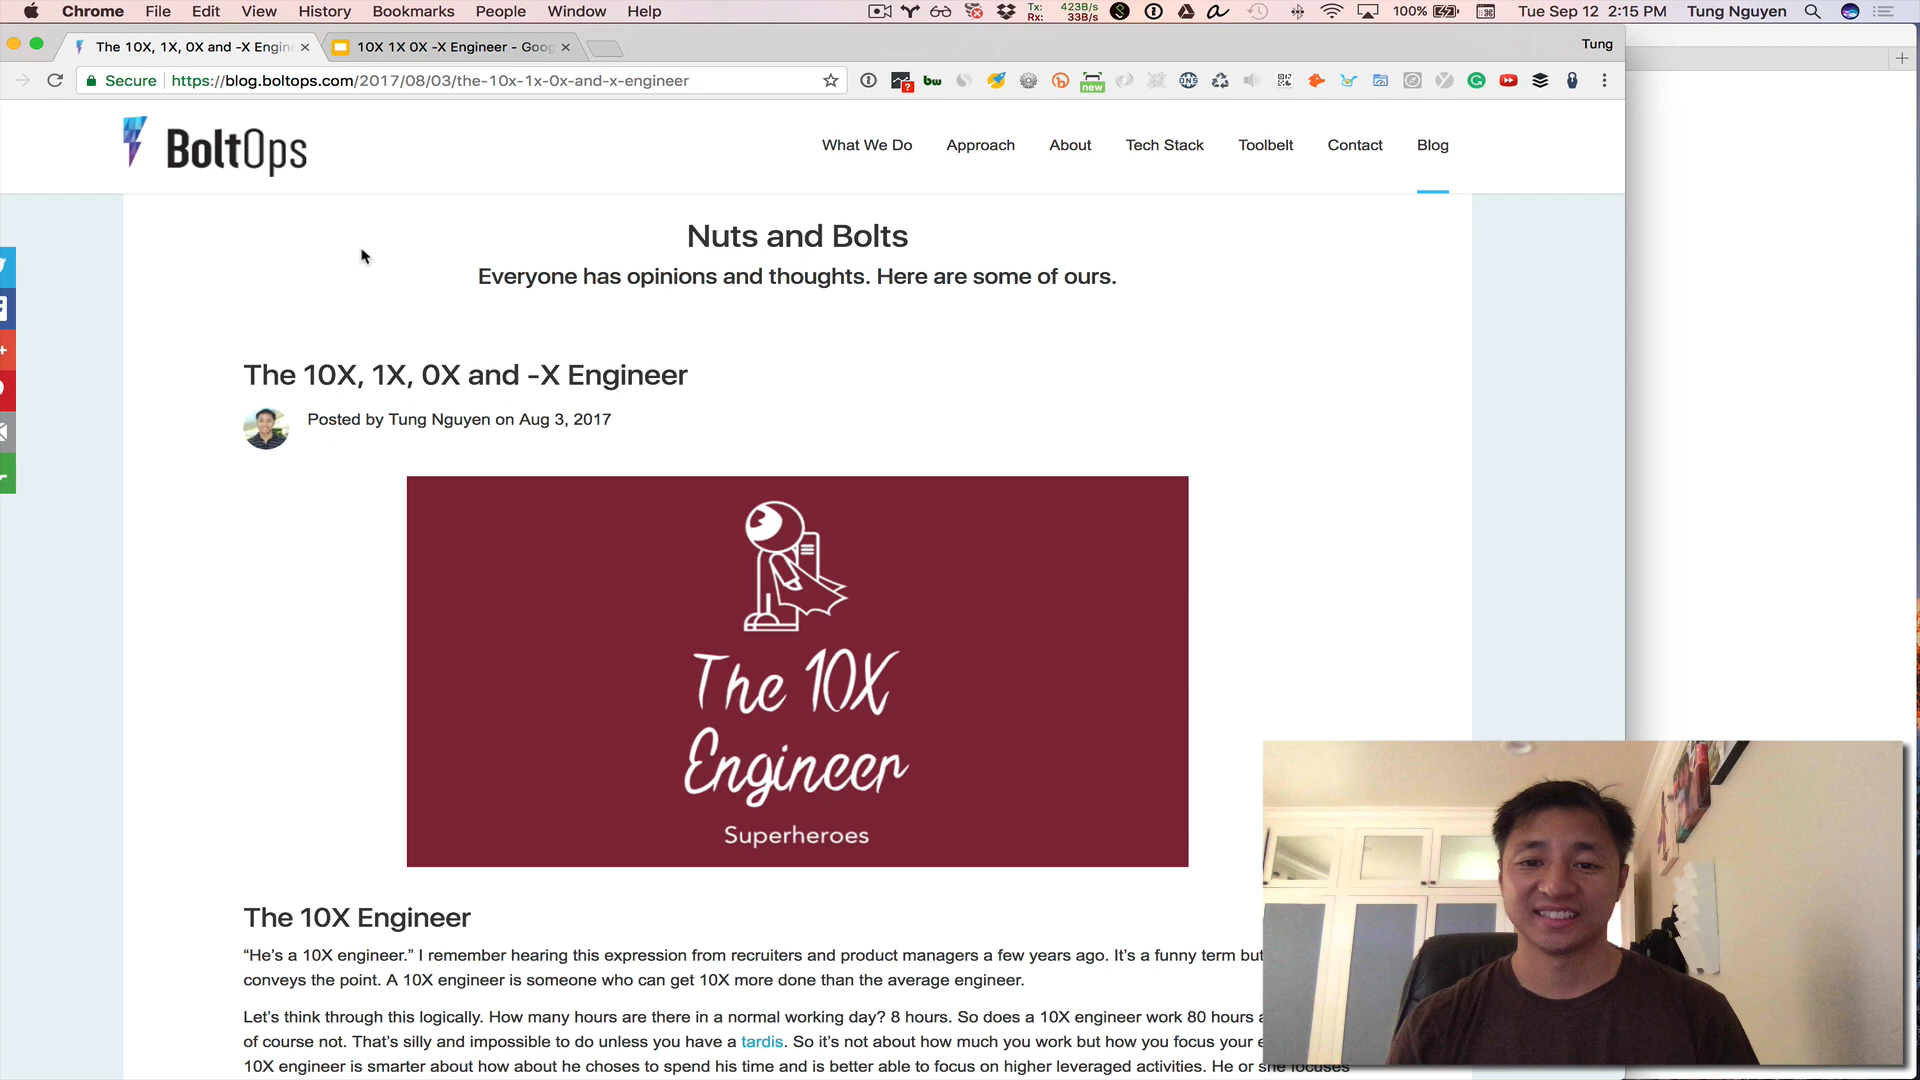 Chrome File Edit View History Bookmarks People Window Help
Tx: 423B/s
Rx: 33B/s
100%
Tue Sep 12 2:15 PM Tung Nguyen
The 10X, 1X, 0X and -X Engin
10X 1X 0X -X Engineer - Goog
Tung
Secure https://blog.boltops.com/2017/08/03/the-10x-1x-0x-and-x-engineer
bw
new
DNS
BoltOps
What We Do Approach About Tech Stack Toolbelt Contact Blog
Nuts and Bolts
Everyone has opinions and thoughts. Here are some of ours.
The 10X, 1X, 0X and -X Engineer
Posted by Tung Nguyen on Aug 3, 2017
The 10X
Engineer
Superheroes
The 10X Engineer
“He’s a 10X engineer.” I remember hearing this expression from recruiters and product managers a few years ago. It’s a funny term but
conveys the point. A 10X engineer is someone who can get 10X more done than the average engineer.
Let’s think through this logically. How many hours are there in a normal working day? 8 hours. So does a 10X engineer work 80 hours
of course not. That’s silly and impossible to do unless you have a tardis. So it’s not about how much you work but how you focus your
10X engineer is smarter about how about he choses to spend his time and is better able to focus on higher leveraged activities. He or she focuses